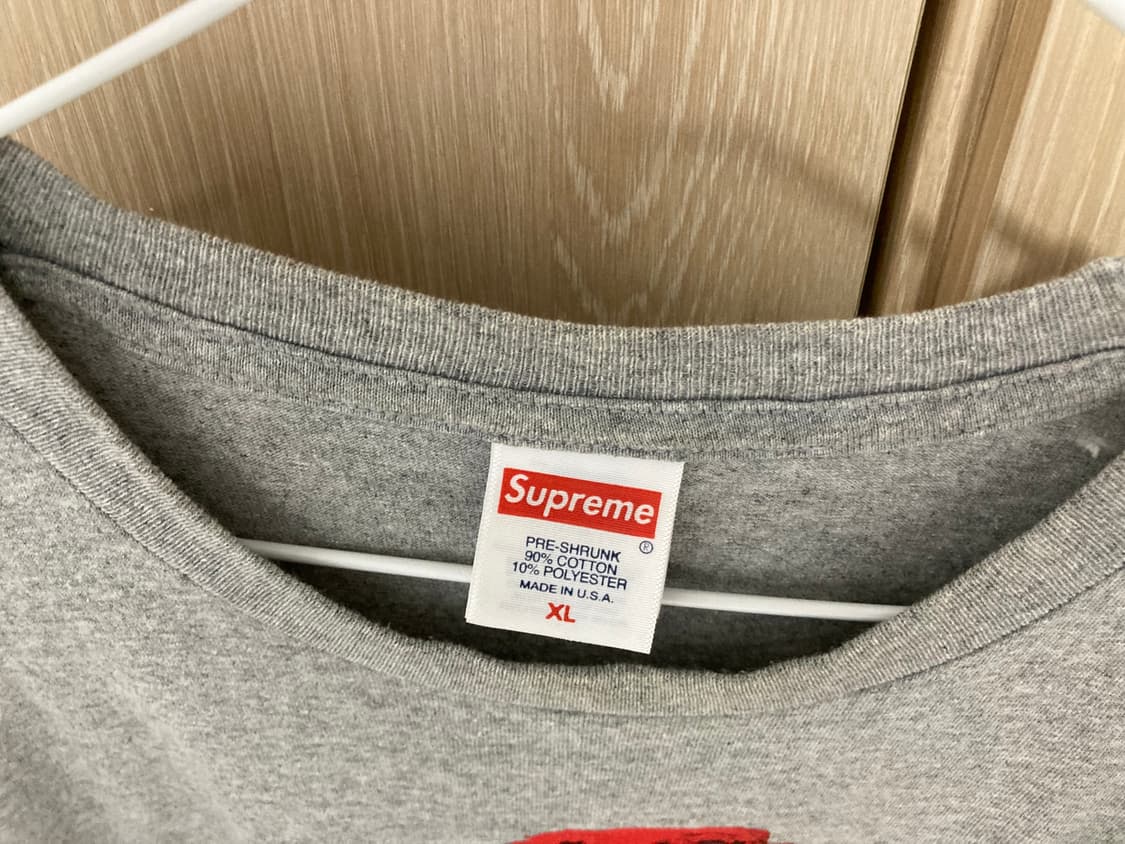 Supreme
®
PRE-SHRUNK
90% COTTON
10% POLYESTER
MADE IN U.S.A.
XL